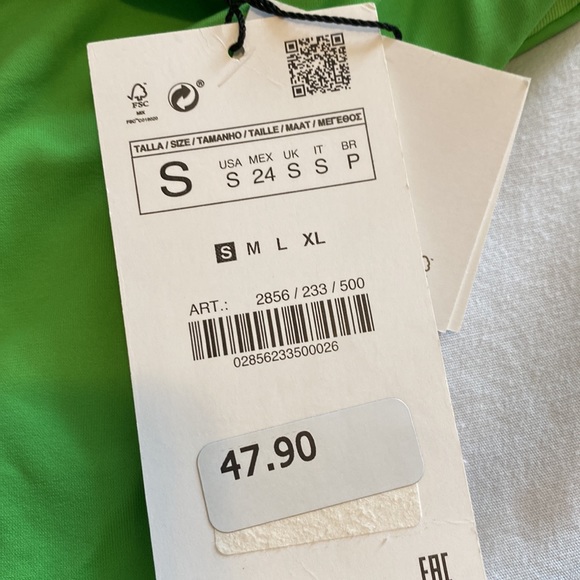 FSC
MIX
®
TALLA / SIZE / TAMANHO / TAILLE / MAAT / ΜΕΓΕΘΟΣ
S
USA MEX UK IT BR
S 24 S S P
S M L XL
ART.: 2856 / 233 / 500
02856233500026
47.90
EAC